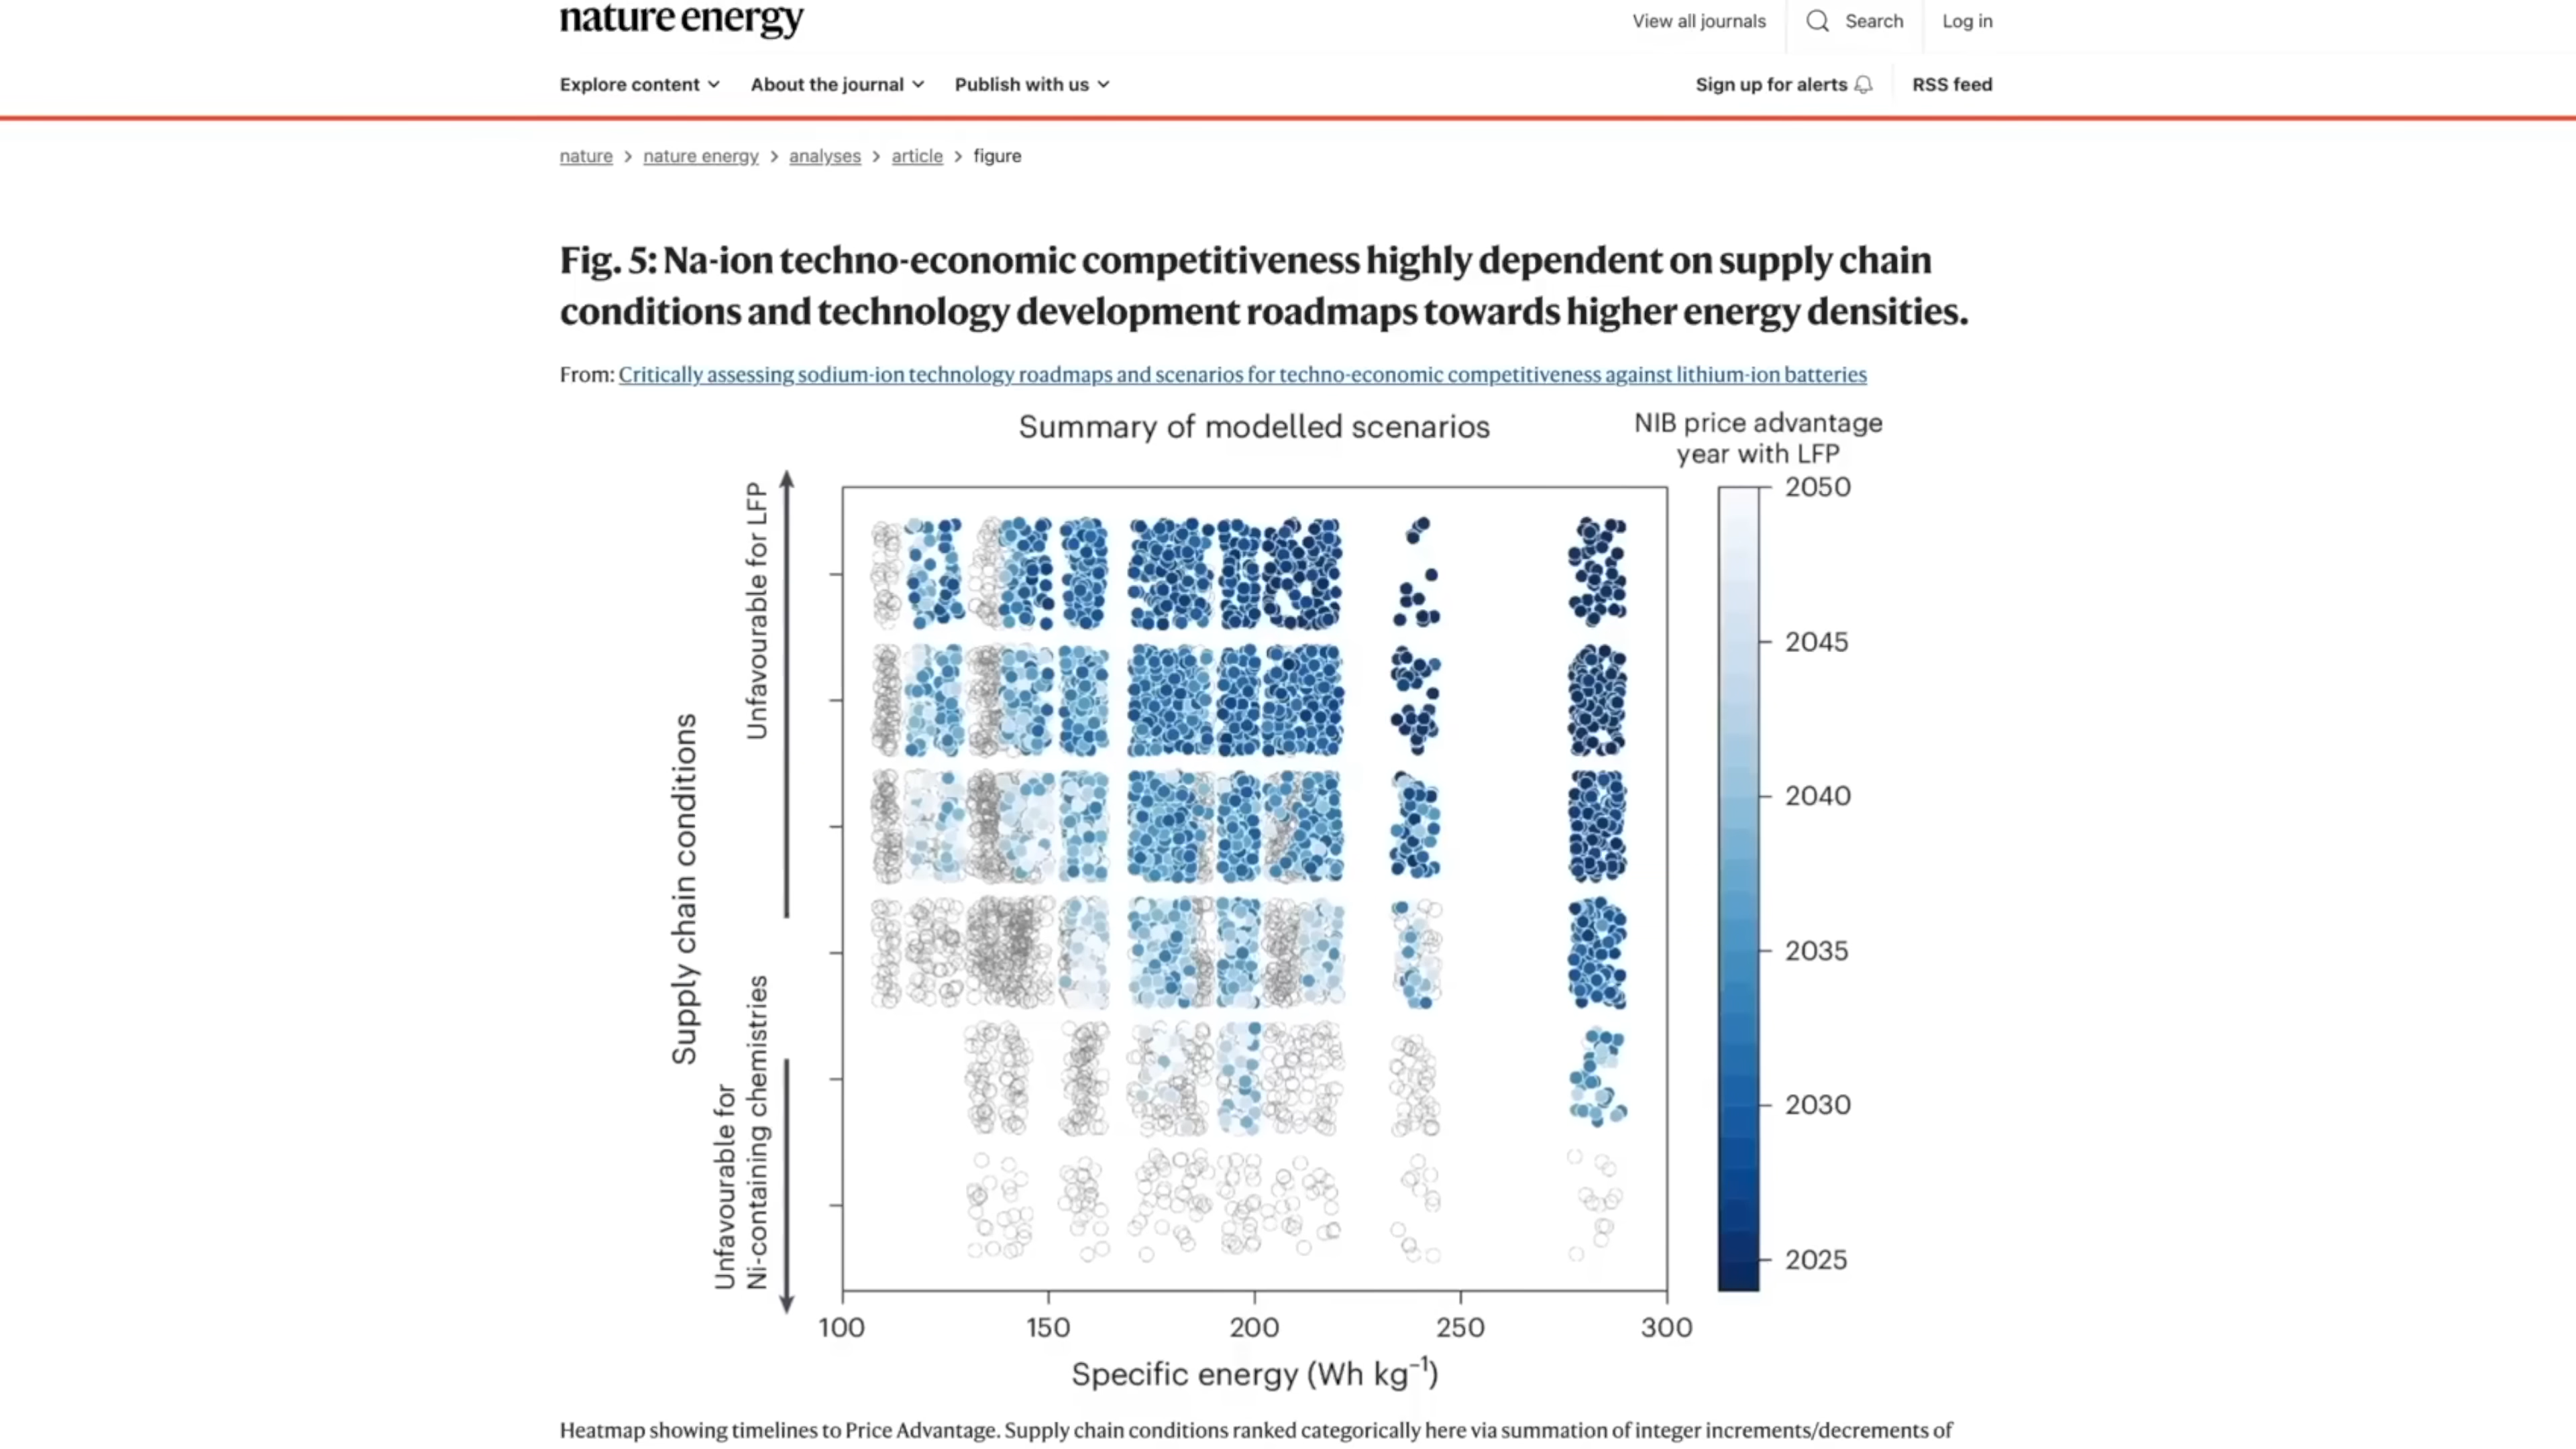 nature energy
View all journals
Search
Log in
Explore content
About the journal
Publish with us
Sign up for alerts
RSS feed
nature > nature energy > analyses > article > figure
Fig. 5: Na-ion techno-economic competitiveness highly dependent on supply chain
conditions and technology development roadmaps towards higher energy densities.
From: Critically assessing sodium-ion technology roadmaps and scenarios for techno-economic competitiveness against lithium-ion batteries
Summary of modelled scenarios
NIB price advantage
year with LFP
Supply chain conditions
Unfavourable for LFP
Unfavourable for
Ni-containing chemistries
2050
2045
2040
2035
2030
2025
100
150
200
250
300
Specific energy (Wh kg⁻¹)
Heatmap showing timelines to Price Advantage. Supply chain conditions ranked categorically here via summation of integer increments/decrements of